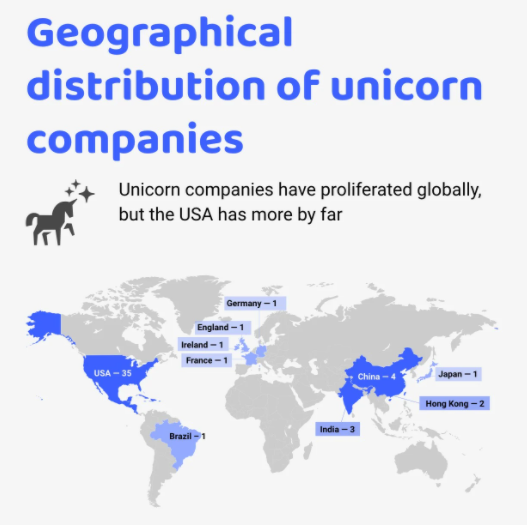 Geographical
distribution of unicorn
companies
Unicorn companies have proliferated globally,
but the USA has more by far
Germany – 1
England – 1
Ireland – 1
France – 1
USA – 35
China – 4
Japan – 1
Hong Kong – 2
India – 3
Brazil – 1